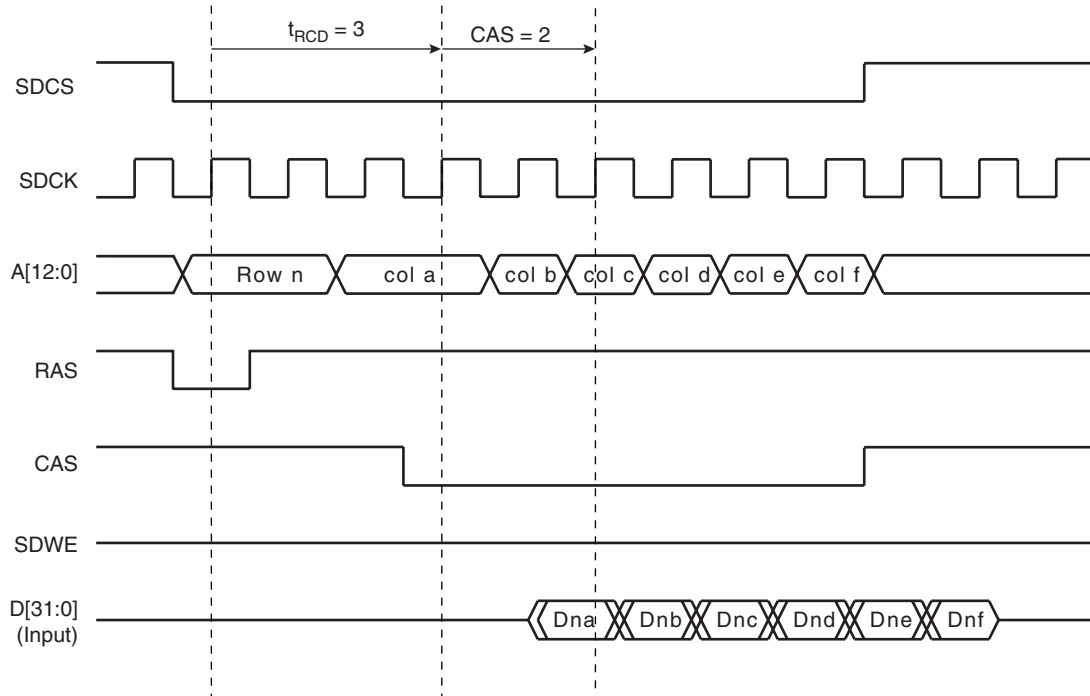 tRCD = 3
CAS = 2
SDCS
SDCK
A[12:0]
Row n
col a
col b
col c
col d
col e
col f
RAS
CAS
SDWE
D[31:0]
(Input)
Dna
Dnb
Dnc
Dnd
Dne
Dnf